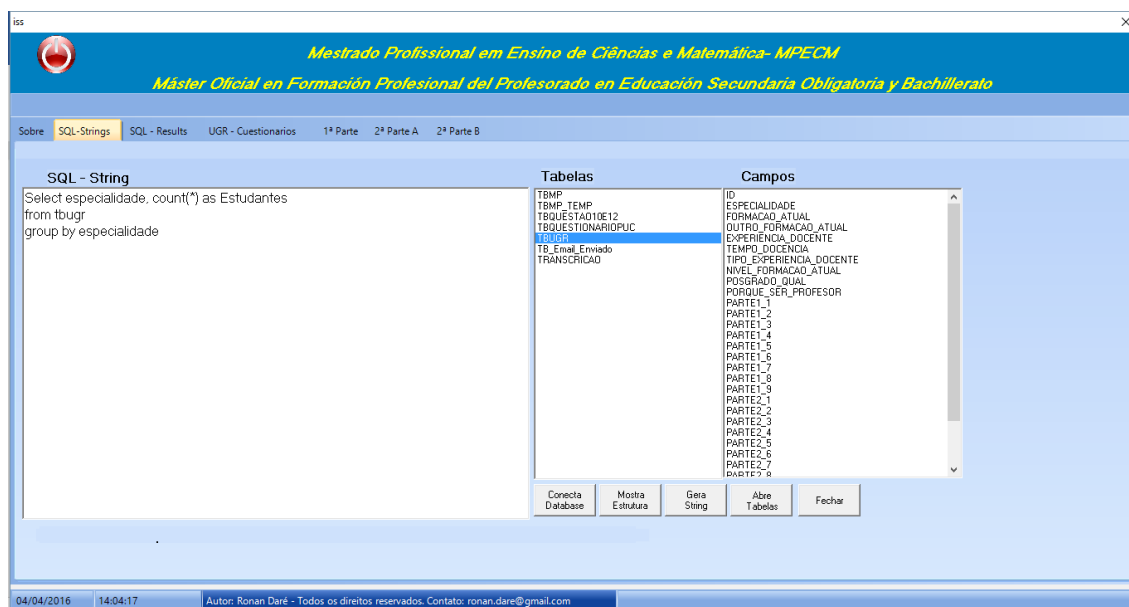 iss
Mestrado Profissional em Ensino de Ciências e Matemática- MPECM
Máster Oficial en Formación Profesional del Profesorado en Educación Secundaria Obligatoria y Bachillerato
Sobre SQL-Strings SQL - Results UGR - Cuestionarios 1ª Parte 2ª Parte A 2ª Parte B
SQL - String
Select especialidade, count(*) as Estudantes
from tbugr
group by especialidade
Tabelas
TBMP
TBMP_TEMP
TBQUESTAO10E12
TBQUESTIONARIOPUC
TBUGR
TB_Email_Enviado
TRANSCRICAO
Campos
ID
ESPECIALIDADE
FORMACAO_ATUAL
OUTRO_FORMACAO_ATUAL
EXPERIENCIA_DOCENTE
TEMPO_DOCENCIA
TIPO_EXPERIENCIA_DOCENTE
NIVEL_FORMACAO_ATUAL
POSGRADO_QUAL
PORQUE_SER_PROFESOR
PARTE1_1
PARTE1_2
PARTE1_3
PARTE1_4
PARTE1_5
PARTE1_6
PARTE1_7
PARTE1_8
PARTE1_9
PARTE2_1
PARTE2_2
PARTE2_3
PARTE2_4
PARTE2_5
PARTE2_6
PARTE2_7
PARTE2_8
Conecta Database
Mostra Estrutura
Gera String
Abre Tabelas
Fechar
.
04/04/2016 14:04:17 Autor: Ronan Daré - Todos os direitos reservados. Contato: ronan.dare@gmail.com